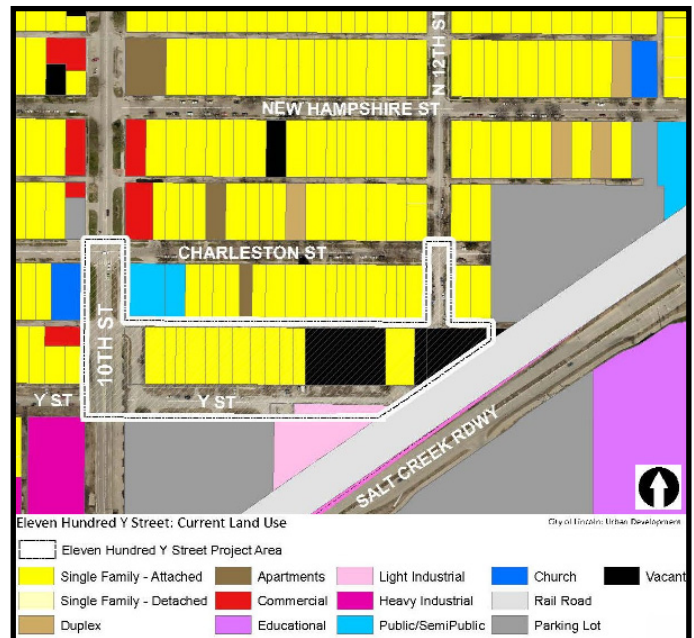 N 12TH ST
NEW HAMPSHIRE ST
CHARLESTON ST
10TH ST
Y ST
Y ST
SALT CREEK RDWY
Eleven Hundred Y Street: Current Land Use
City of Lincoln: Urban Development
Eleven Hundred Y Street Project Area
Single Family - Attached
Apartments
Light Industrial
Church
Vacant
Single Family - Detached
Commercial
Heavy Industrial
Rail Road
Duplex
Educational
Public/SemiPublic
Parking Lot